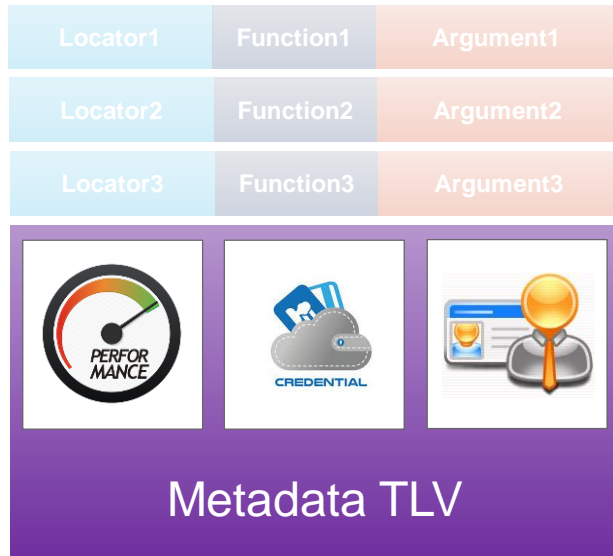 Locator1 Function1 Argument1
Locator2 Function2 Argument2
Locator3 Function3 Argument3
PERFOR
MANCE
CREDENTIAL
Metadata TLV